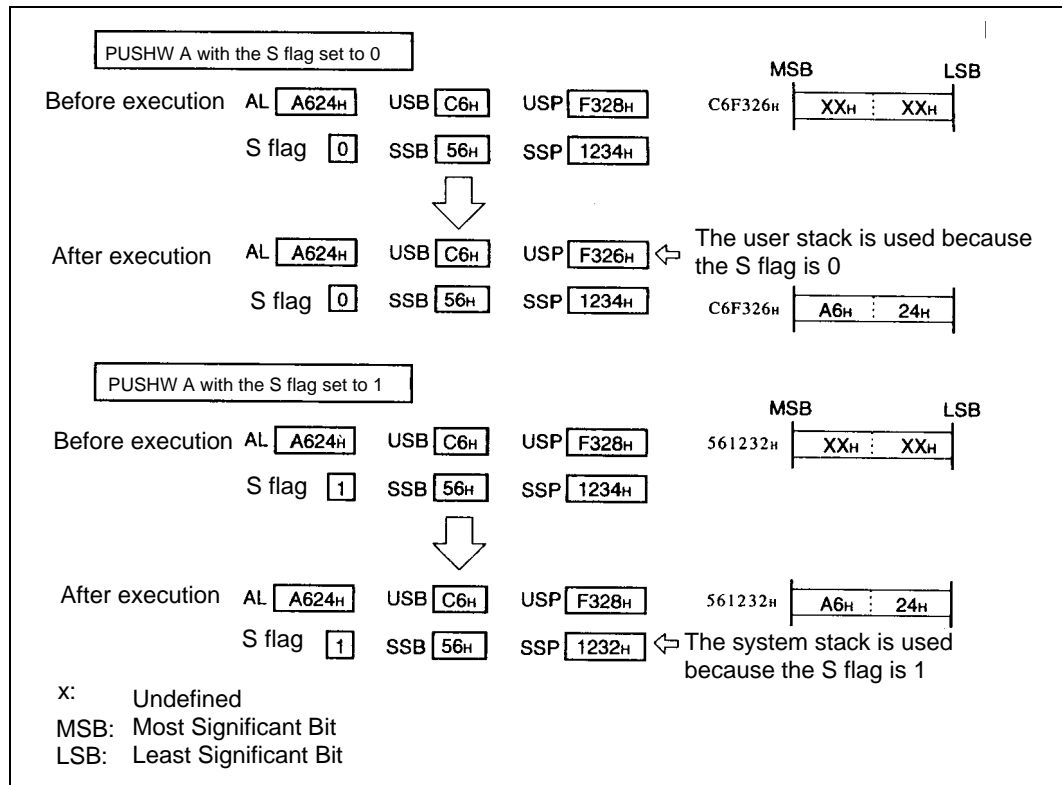 PUSHW A with the S flag set to 0
MSB LSB
Before execution AL A624H USB C6H USP F328H C6F326H XXH XXH
S flag 0 SSB 56H SSP 1234H
After execution AL A624H USB C6H USP F326H The user stack is used because
the S flag is 0
S flag 0 SSB 56H SSP 1234H C6F326H A6H 24H
PUSHW A with the S flag set to 1
MSB LSB
Before execution AL A624H USB C6H USP F328H 561232H XXH XXH
S flag 1 SSB 56H SSP 1234H
After execution AL A624H USB C6H USP F328H 561232H A6H 24H
S flag 1 SSB 56H SSP 1232H The system stack is used
because the S flag is 1
x: Undefined
MSB: Most Significant Bit
LSB: Least Significant Bit